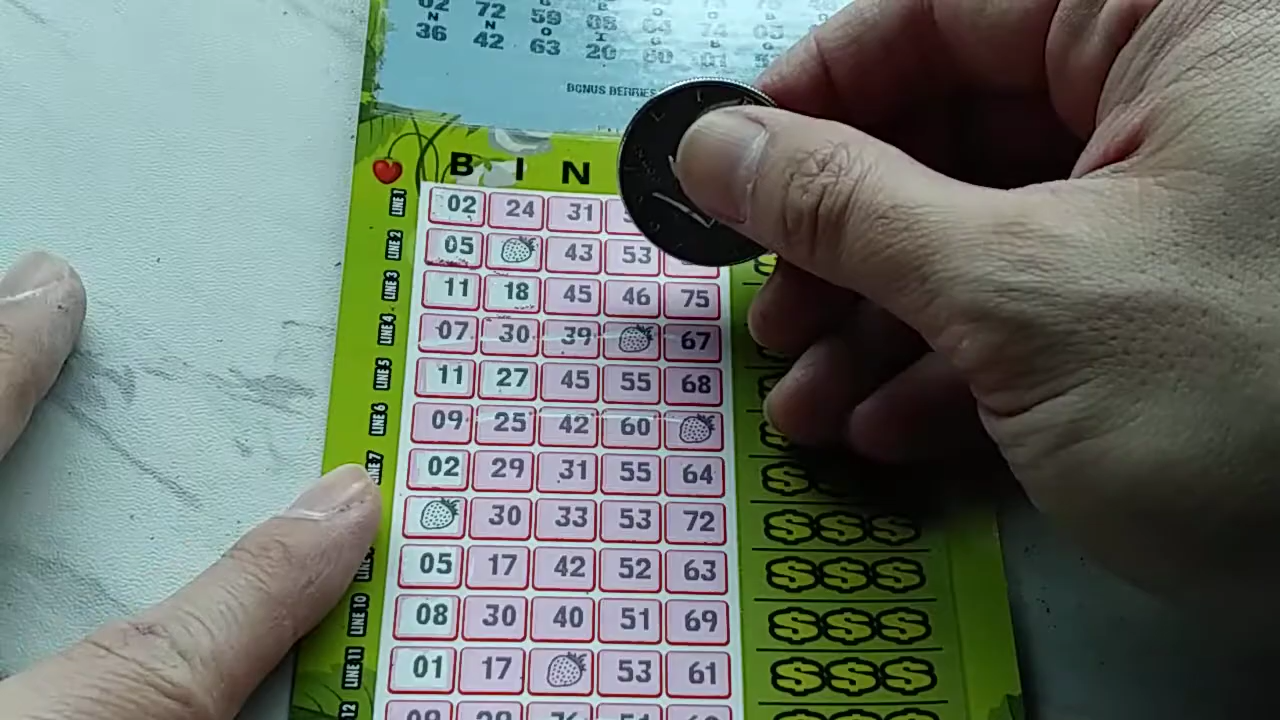 02 72 59
N N O I
36 42 63 20
BONUS BERRIES
B I N
LINE 1 02 24 31
LINE 2 05 43 53
LINE 3 11 18 45 46 75
LINE 4 07 30 39 67
LINE 5 11 27 45 55 68
LINE 6 09 25 42 60
LINE 7 02 29 31 55 64 $
30 33 53 72 $$$
05 17 42 52 63 $$$
LINE 10 08 30 40 51 69 $$$
LINE 11 01 17 53 61 $$$
12